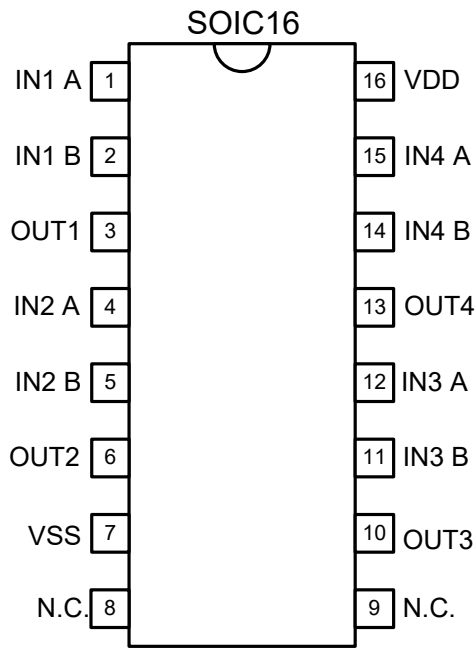 SOIC16
IN1 A 1 16 VDD
IN1 B 2 15 IN4 A
OUT1 3 14 IN4 B
IN2 A 4 13 OUT4
IN2 B 5 12 IN3 A
OUT2 6 11 IN3 B
VSS 7 10 OUT3
N.C. 8 9 N.C.